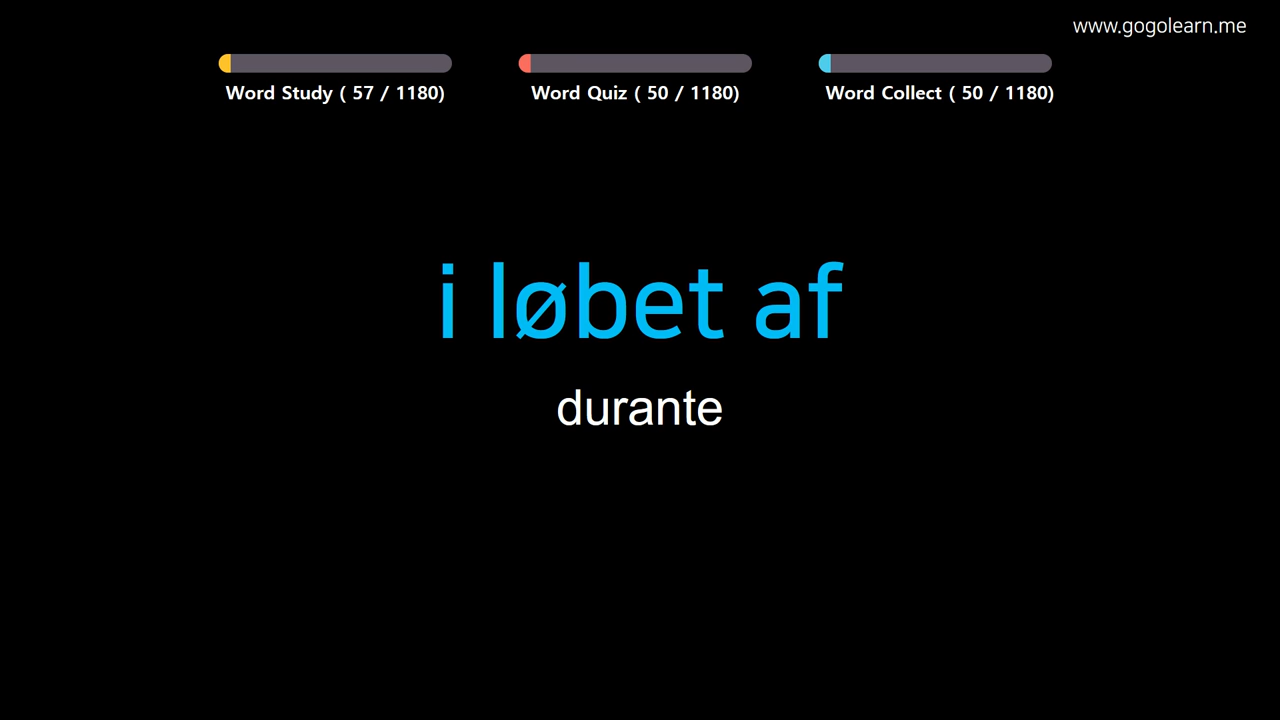 www.gogolearn.me
Word Study ( 57 / 1180)
Word Quiz ( 50 / 1180)
Word Collect ( 50 / 1180)
i løbet af
durante